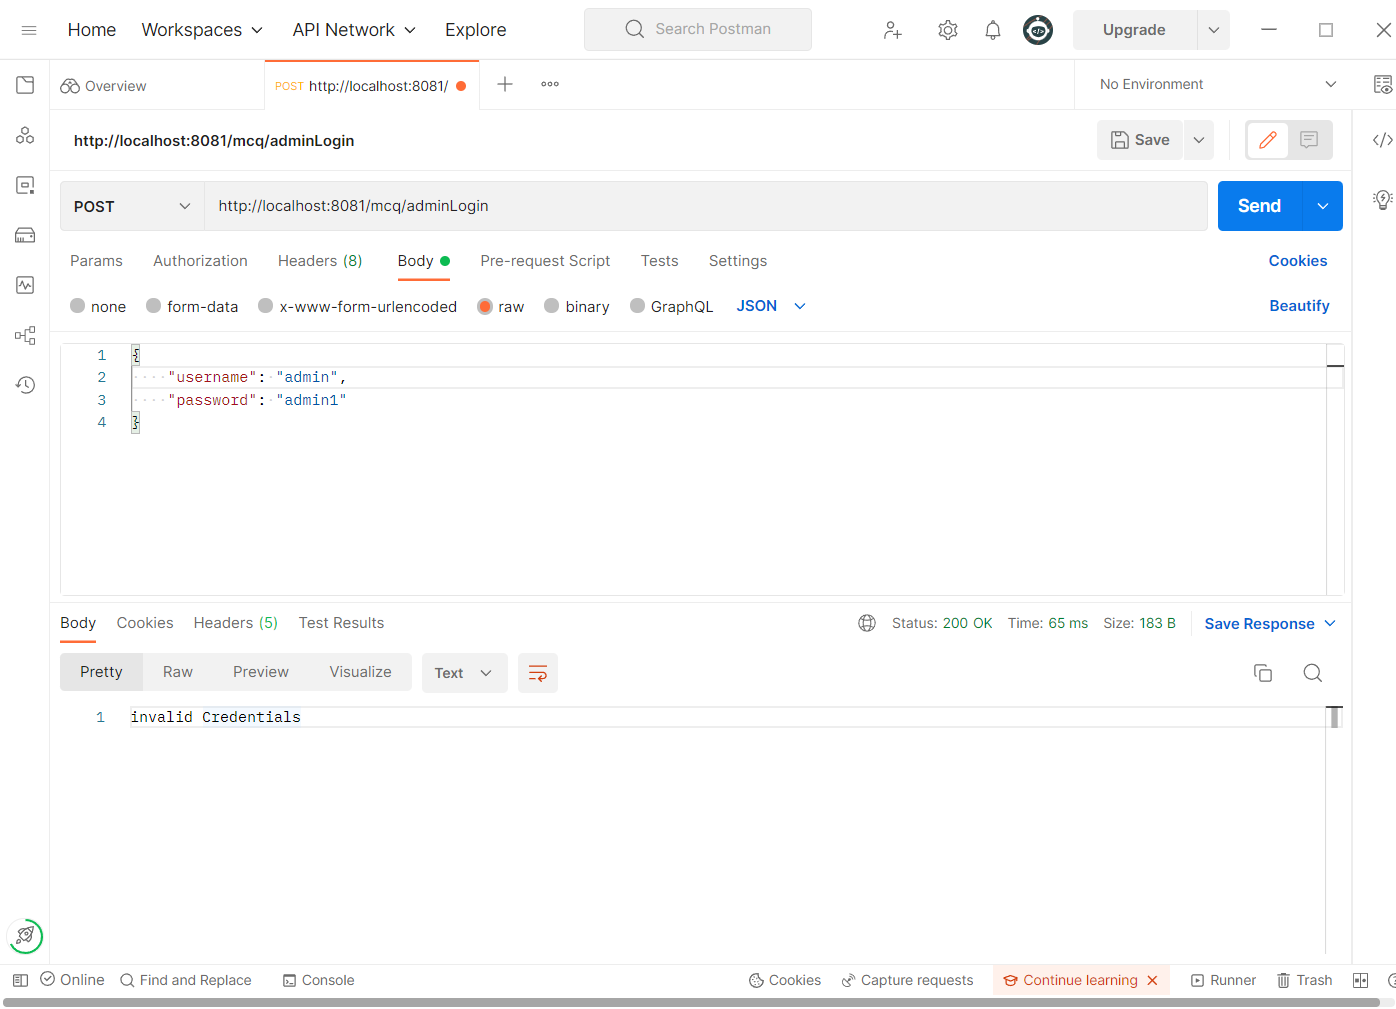 Home Workspaces API Network Explore Search Postman Upgrade
Overview POST http://localhost:8081/ No Environment
http://localhost:8081/mcq/adminLogin Save
POST http://localhost:8081/mcq/adminLogin Send
Params Authorization Headers (8) Body Pre-request Script Tests Settings Cookies
none form-data x-www-form-urlencoded raw binary GraphQL JSON Beautify
1 {
2 "username": "admin",
3 "password": "admin1"
4 }
Body Cookies Headers (5) Test Results Status: 200 OK Time: 65 ms Size: 183 B Save Response
Pretty Raw Preview Visualize Text
1 invalid Credentials
Online Find and Replace Console Cookies Capture requests Continue learning Runner Trash